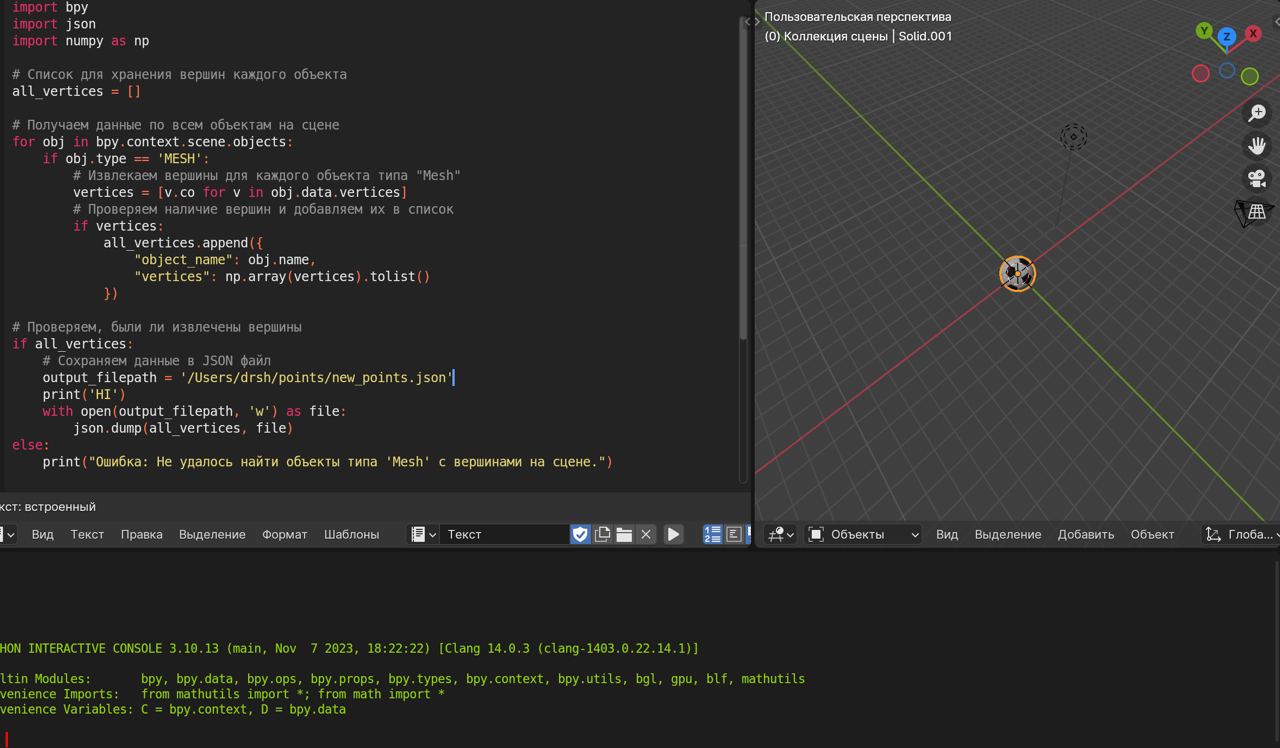 import bpy
import json
import numpy as np
# Список для хранения вершин каждого объекта
all_vertices = []
# Получаем данные по всем объектам на сцене
for obj in bpy.context.scene.objects:
    if obj.type == 'MESH':
        # Извлекаем вершины для каждого объекта типа "Mesh"
        vertices = [v.co for v in obj.data.vertices]
        # Проверяем наличие вершин и добавляем их в список
        if vertices:
            all_vertices.append({
                "object_name": obj.name,
                "vertices": np.array(vertices).tolist()
            })
# Проверяем, были ли извлечены вершины
if all_vertices:
    # Сохраняем данные в JSON файл
    output_filepath = '/Users/drsh/points/new_points.json'
    print('HI')
    with open(output_filepath, 'w') as file:
        json.dump(all_vertices, file)
else:
    print("Ошибка: Не удалось найти объекты типа 'Mesh' с вершинами на сцене.")
кст: встроенный
Вид Текст Правка Выделение Формат Шаблоны Текст
Пользовательская перспектива
(0) Коллекция сцены | Solid.001
Y Z X
Объекты Вид Выделение Добавить Объект Глоба...
HON INTERACTIVE CONSOLE 3.10.13 (main, Nov  7 2023, 18:22:22) [Clang 14.0.3 (clang-1403.0.22.14.1)]
ltin Modules:       bpy, bpy.data, bpy.ops, bpy.props, bpy.types, bpy.context, bpy.utils, bgl, gpu, blf, mathutils
venience Imports:   from mathutils import *; from math import *
venience Variables: C = bpy.context, D = bpy.data